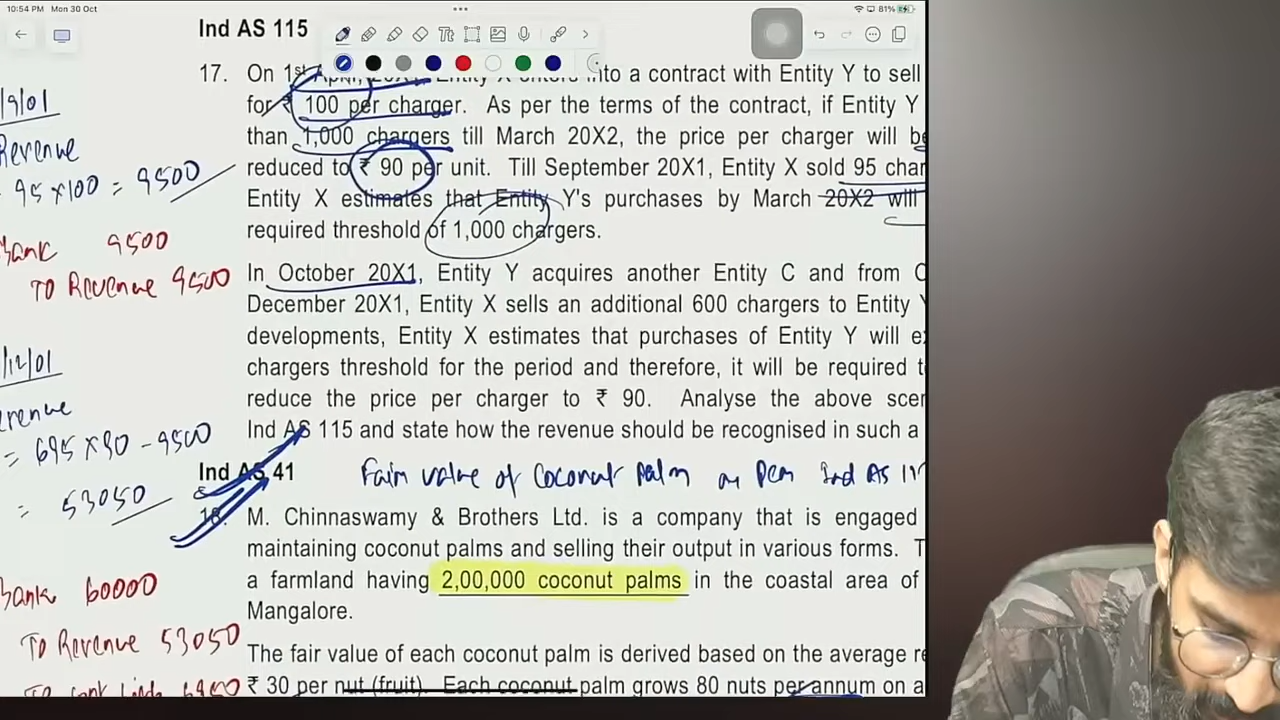 10:54 PM Mon 30 Oct
81%
Ind AS 115
17. On 1st April, 20X1, Entity X enters into a contract with Entity Y to sell
for ₹ 100 per charger. As per the terms of the contract, if Entity Y
than 1,000 chargers till March 20X2, the price per charger will be
reduced to ₹ 90 per unit. Till September 20X1, Entity X sold 95 char
Entity X estimates that Entity Y's purchases by March 20X2 will
required threshold of 1,000 chargers.
In October 20X1, Entity Y acquires another Entity C and from O
December 20X1, Entity X sells an additional 600 chargers to Entity Y
developments, Entity X estimates that purchases of Entity Y will e
chargers threshold for the period and therefore, it will be required t
reduce the price per charger to ₹ 90. Analyse the above scen
Ind AS 115 and state how the revenue should be recognised in such a
Ind AS 41
Fair value of Coconut palm as per Ind AS 11
18. M. Chinnaswamy & Brothers Ltd. is a company that is engaged
maintaining coconut palms and selling their output in various forms. T
a farmland having 2,00,000 coconut palms in the coastal area of
Mangalore.
The fair value of each coconut palm is derived based on the average re
₹ 30 per nut (fruit) Each coconut palm grows 80 nuts per annum on a
/9/01
Revenue
95 x 100 = 9500
Bank 9500
To Revenue 9500
/12/01
= 695 x 90 - 9500
= 53050
Bank 60000
To Revenue 53050